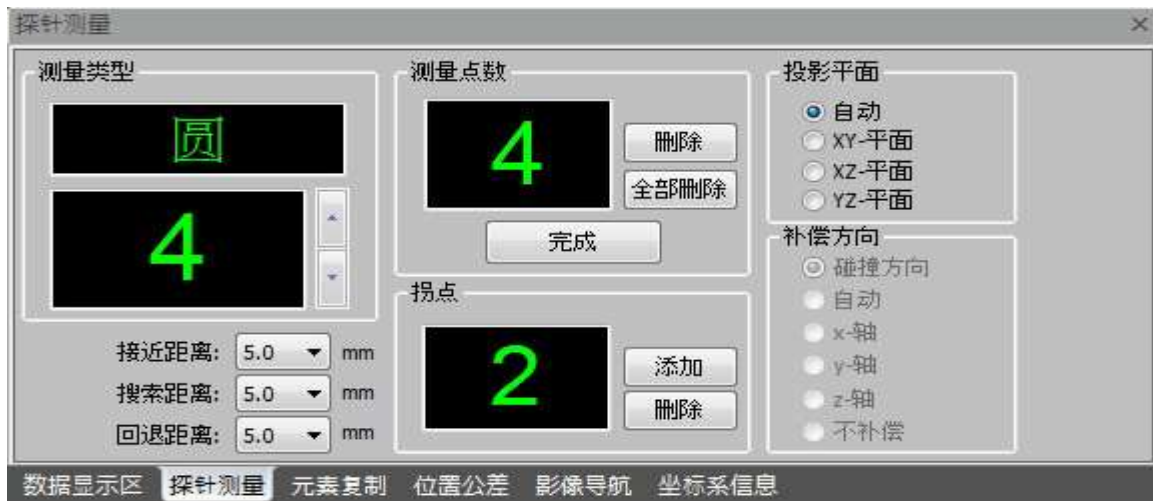 探针测量
测量类型
圆
4
接近距离: 5.0 mm
搜索距离: 5.0 mm
回退距离: 5.0 mm
测量点数
4
删除
全部删除
完成
拐点
2
添加
删除
投影平面
自动
XY-平面
XZ-平面
YZ-平面
补偿方向
碰撞方向
自动
x-轴
y-轴
z-轴
不补偿
数据显示区 探针测量 元素复制 位置公差 影像导航 坐标系信息